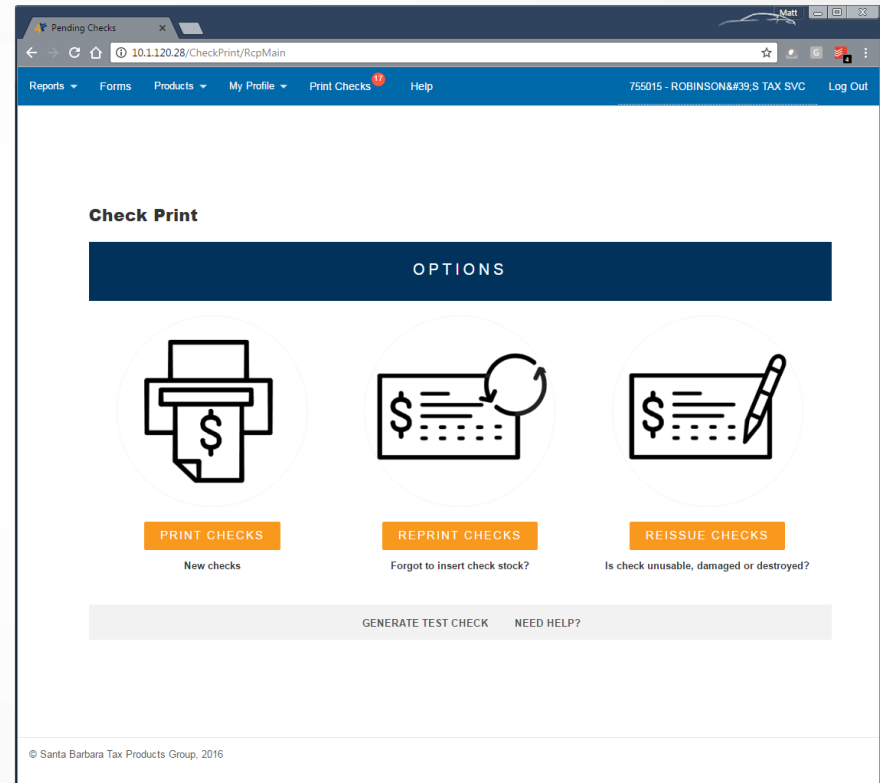 Matt
Pending Checks
10.1.120.28/CheckPrint/RcpMain
G
4
Reports Forms Products My Profile Print Checks 17 Help 755015 - ROBINSON&#39;S TAX SVC Log Out
Check Print
OPTIONS
$ $ $
PRINT CHECKS REPRINT CHECKS REISSUE CHECKS
New checks Forgot to insert check stock? Is check unusable, damaged or destroyed?
GENERATE TEST CHECK NEED HELP?
© Santa Barbara Tax Products Group, 2016